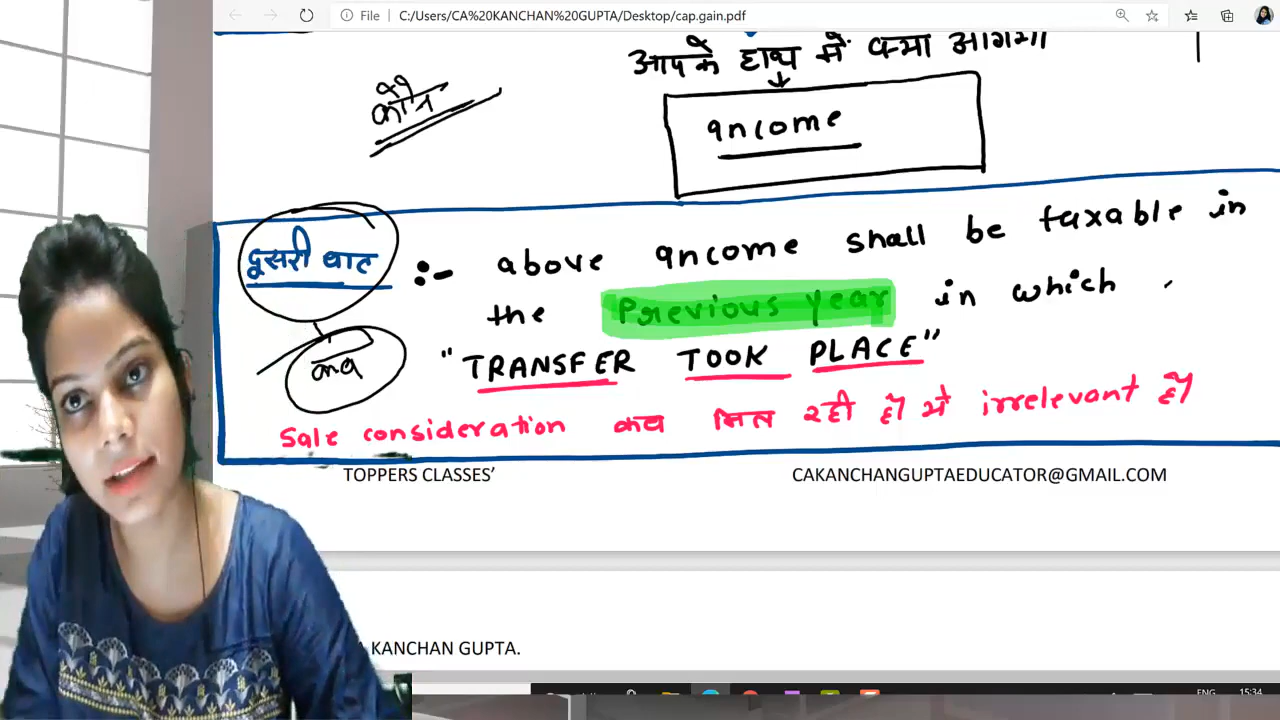 File | C:/Users/CA%20KANCHAN%20GUPTA/Desktop/cap.gain.pdf
आपके हाथ में क्या आएगा
income
दूसरी बात :- above income shall be taxable in
the Previous year in which
कब "TRANSFER TOOK PLACE"
Sale consideration कब मिल रही है ये irrelevant है
TOPPERS CLASSES’ CAKANCHANGUPTAEDUCATOR@GMAIL.COM
KANCHAN GUPTA.
ENG 15:34